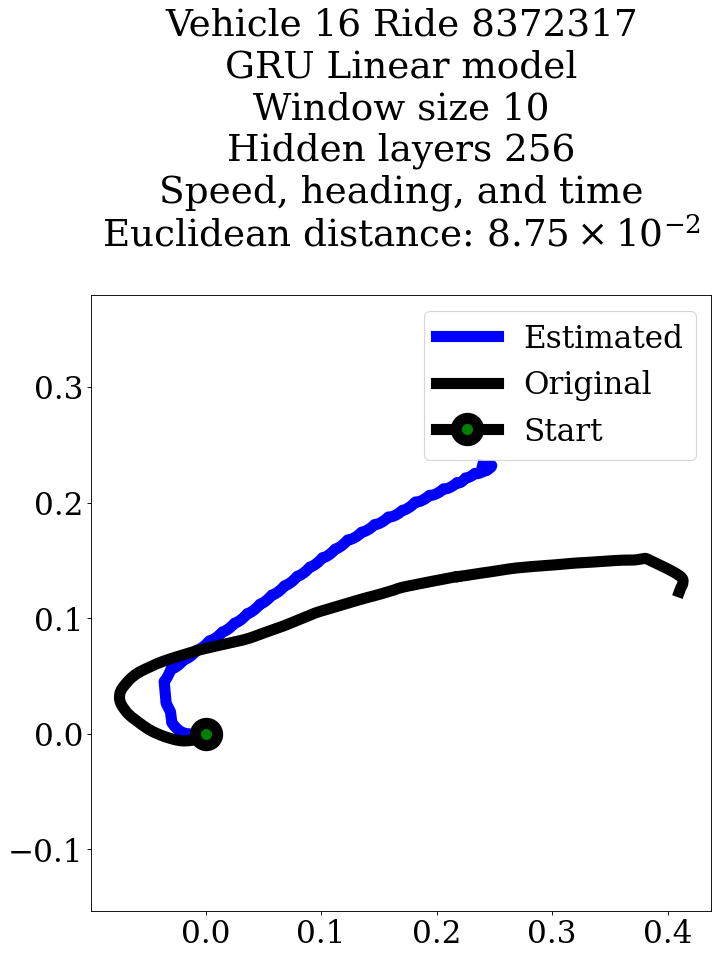 Vehicle 16 Ride 8372317
GRU Linear model
Window size 10
Hidden layers 256
Speed, heading, and time
Euclidean distance: 8.75 × 10⁻²
Estimated
Original
Start
0.3
0.2
0.1
0.0
−0.1
0.0 0.1 0.2 0.3 0.4